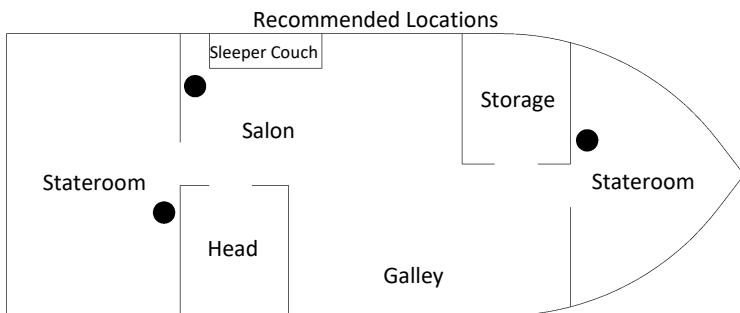 Recommended Locations
Sleeper Couch
Storage
Salon
Stateroom
Stateroom
Head
Galley